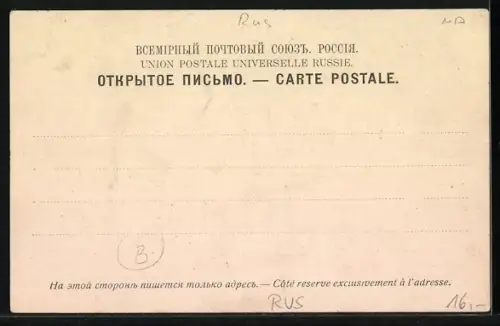 Rus
ВСЕМІРНЫЙ ПОЧТОВЫЙ СОЮЗЪ. РОССІЯ.
UNION POSTALE UNIVERSELLE RUSSIE.
ОТКРЫТОЕ ПИСЬМО. — CARTE POSTALE.
B.
На этой сторонѣ пишется только адресъ. — Côté reserve exclusivement à l'adresse.
RUS
16,-